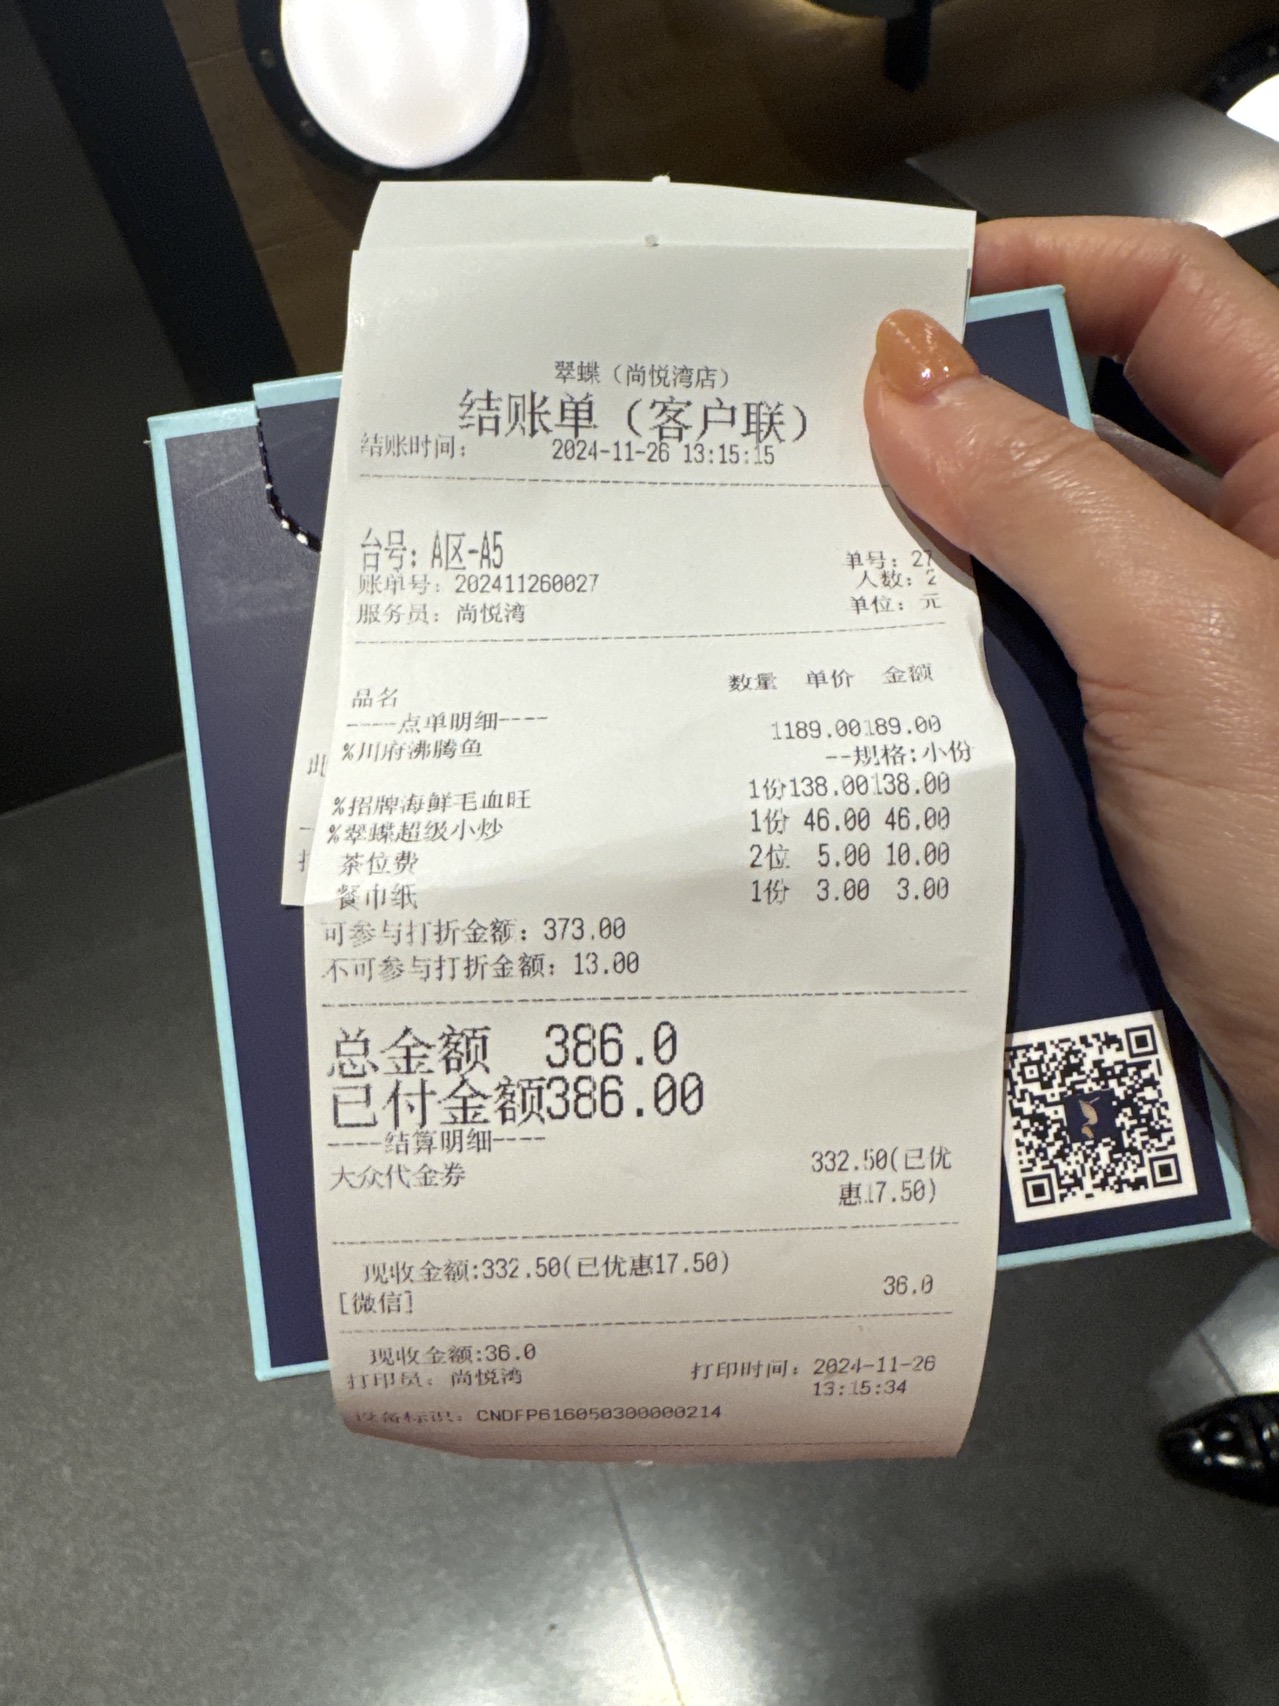 翠蝶（尚悦湾店）
结账单（客户联）
结账时间： 2024-11-26 13:15:15
台号：A区-A5
单号：27
账单号：202411260027
人数：2
服务员：尚悦湾
单位：元
品名 数量 单价 金额
----点单明细----
%川府沸腾鱼 1189.00189.00
--规格:小份
%招牌海鲜毛血旺 1份138.00138.00
%翠蝶超级小炒 1份 46.00 46.00
茶位费 2位 5.00 10.00
餐巾纸 1份 3.00 3.00
可参与打折金额：373.00
不可参与打折金额：13.00
总金额 386.0
已付金额386.00
----结算明细----
大众代金券 332.50(已优
惠17.50)
现收金额:332.50(已优惠17.50)
[微信] 36.0
现收金额:36.0
打印员：尚悦湾 打印时间：2024-11-26
13:15:34
设备标识：CNDFP616050300000214
此